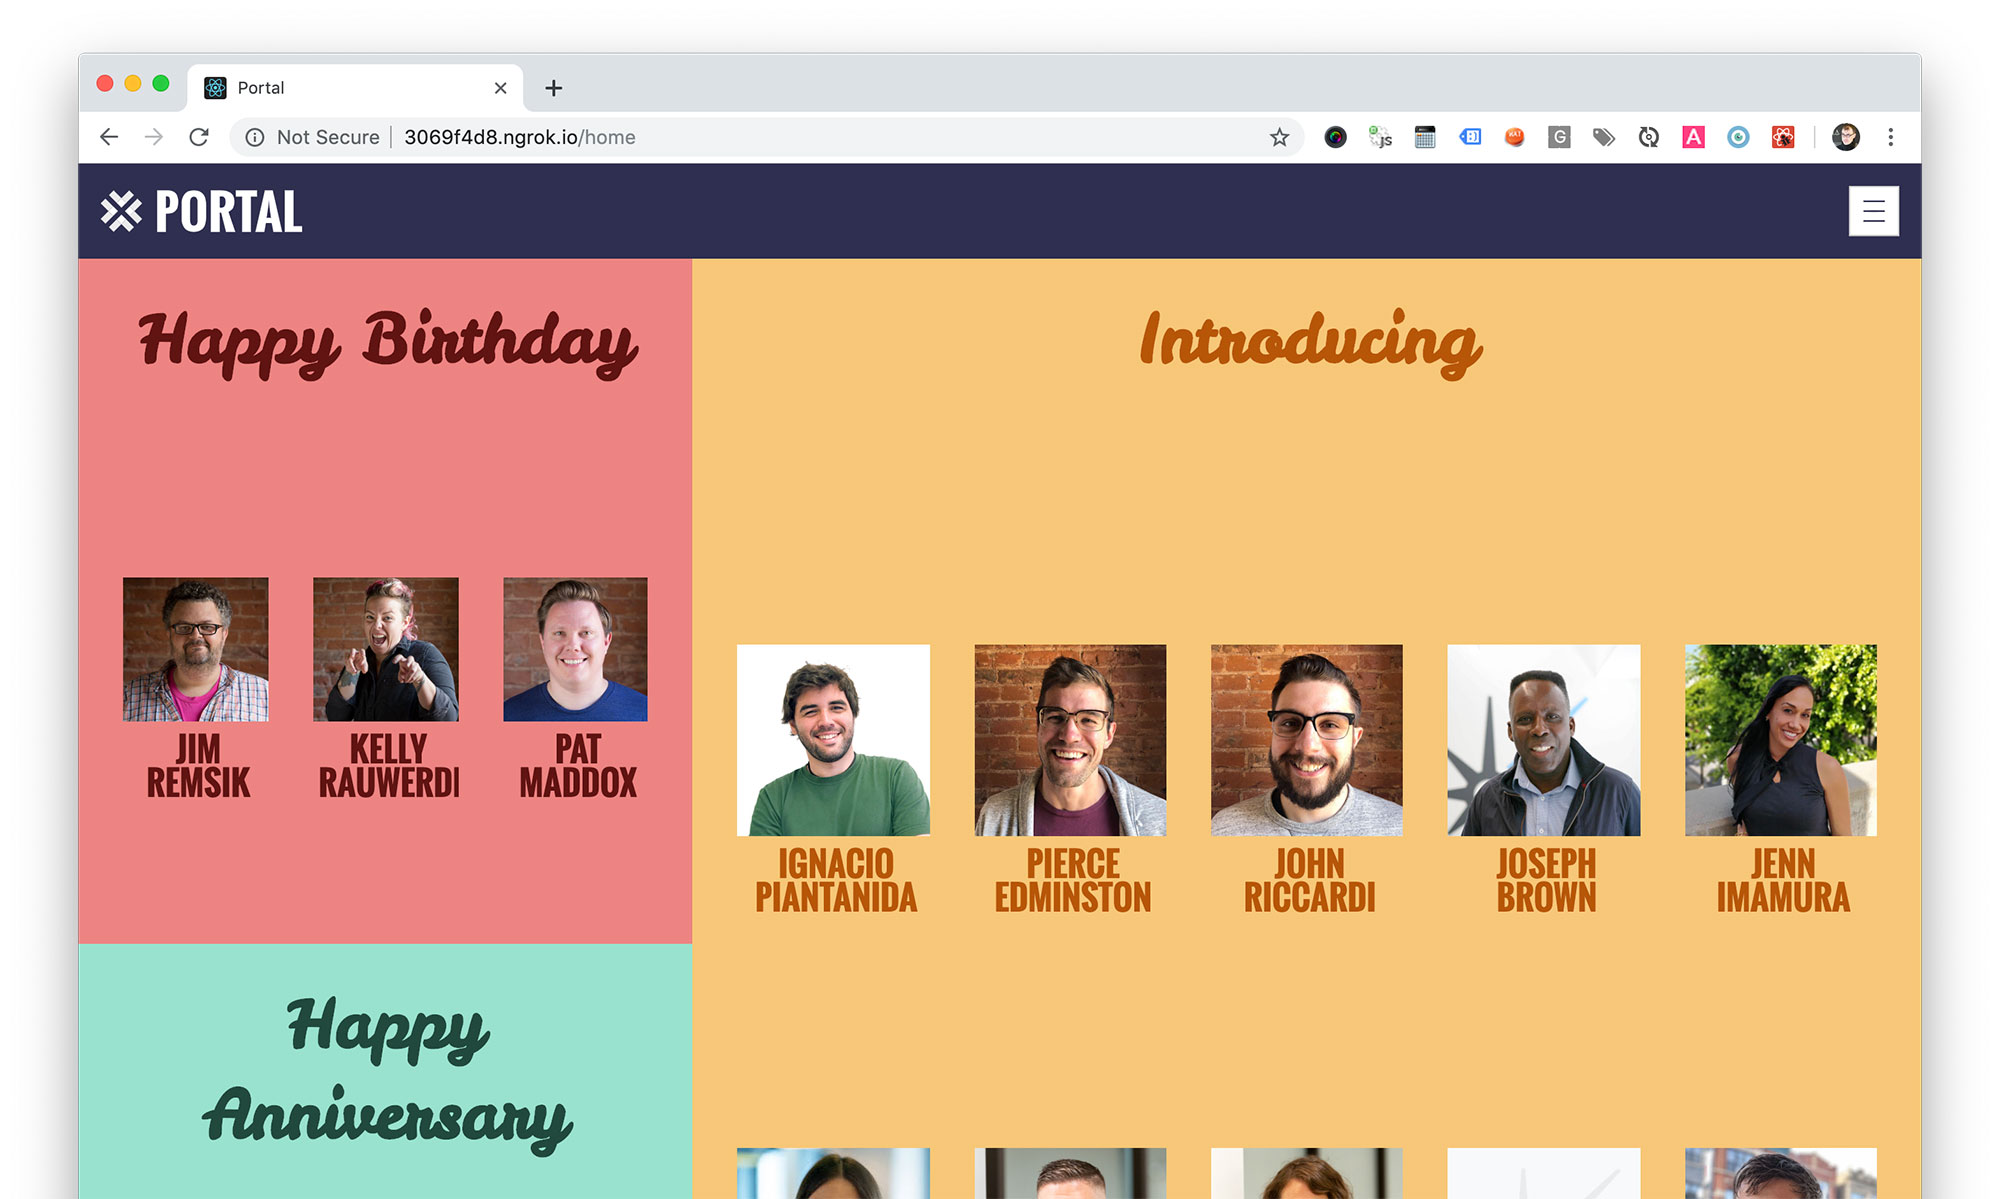 Portal
Not Secure
3069f4d8.ngrok.io/home
JS
G
A
PORTAL
Happy Birthday
JIM
REMSIK
KELLY
RAUWERDI
PAT
MADDOX
Introducing
IGNACIO
PIANTANIDA
PIERCE
EDMINSTON
JOHN
RICCARDI
JOSEPH
BROWN
JENN
IMAMURA
Happy
Anniversary